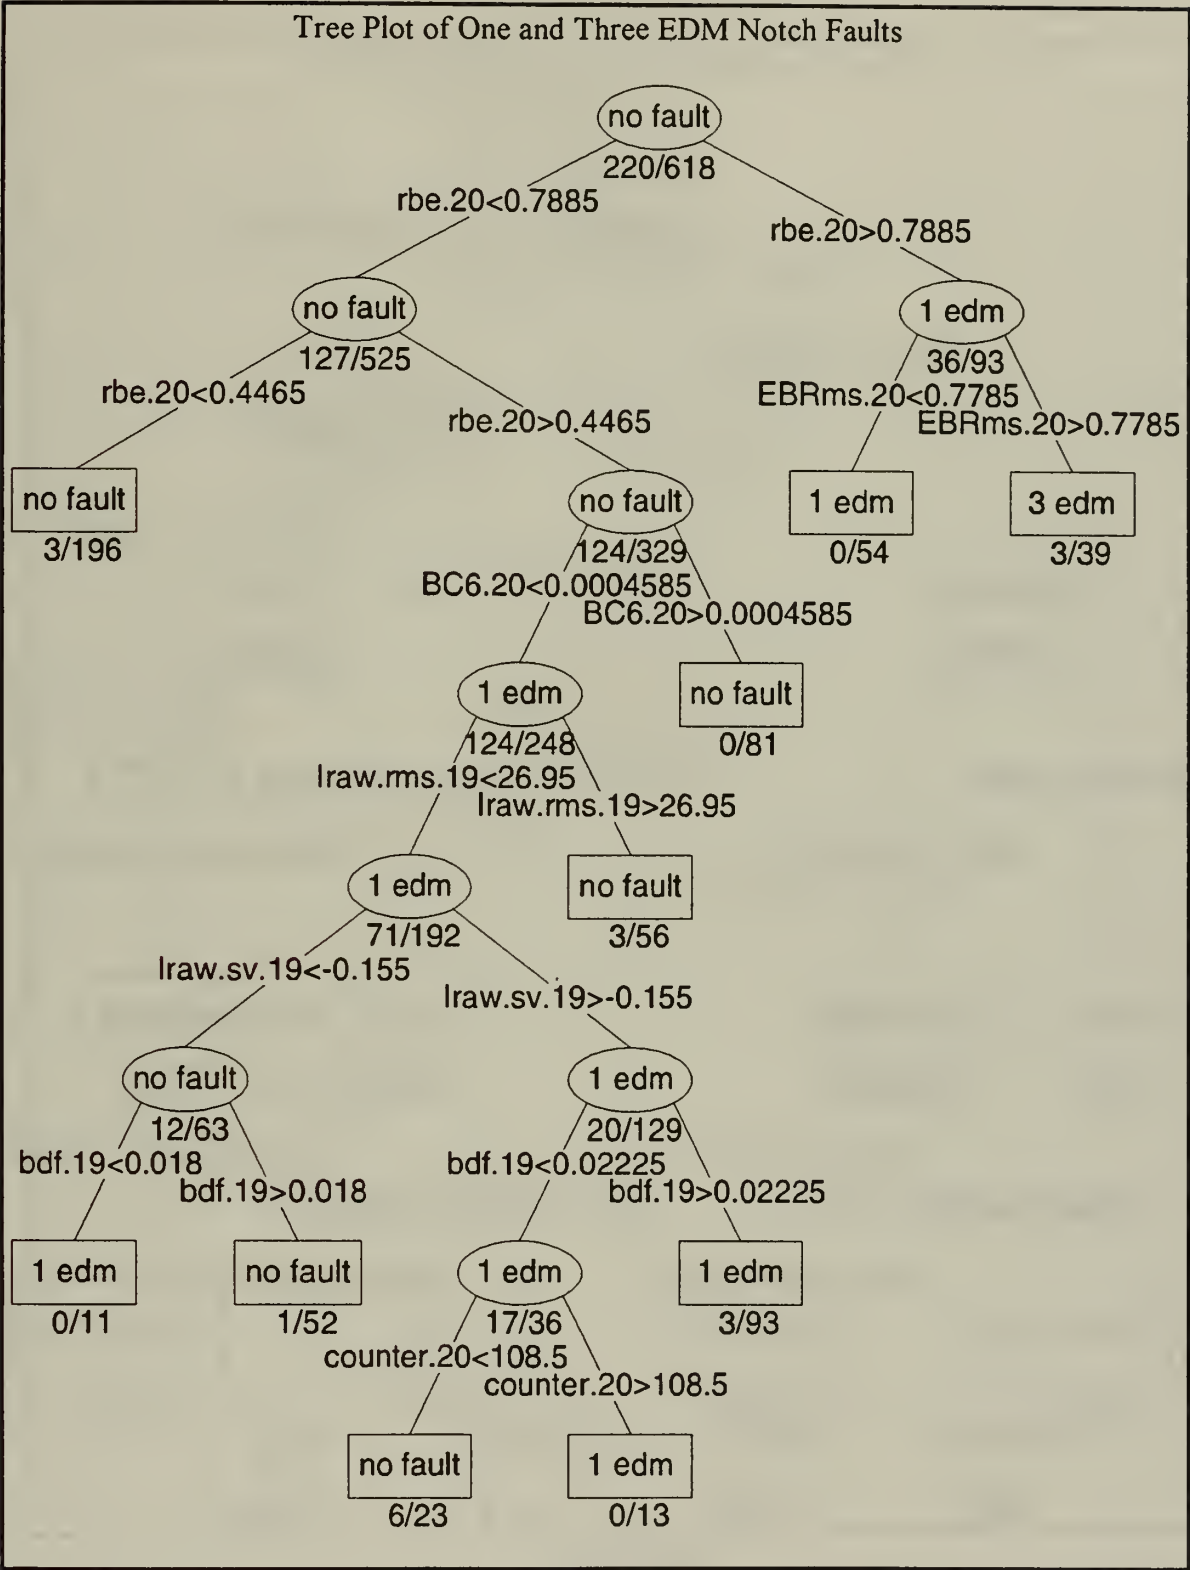 Tree Plot of One and Three EDM Notch Faults
no fault
220/618
rbe.20<0.7885
rbe.20>0.7885
no fault
1 edm
127/525
36/93
rbe.20<0.4465
EBRms.20<0.7785
rbe.20>0.4465
EBRms.20>0.7785
no fault
no fault
1 edm
3 edm
3/196
124/329
0/54
3/39
BC6.20<0.0004585
BC6.20>0.0004585
1 edm
no fault
124/248
0/81
lraw.rms.19<26.95
lraw.rms.19>26.95
1 edm
no fault
71/192
3/56
lraw.sv.19<-0.155
lraw.sv.19>-0.155
no fault
1 edm
12/63
20/129
bdf.19<0.018
bdf.19<0.02225
bdf.19>0.018
bdf.19>0.02225
1 edm
no fault
1 edm
1 edm
0/11
1/52
17/36
3/93
counter.20<108.5
counter.20>108.5
no fault
1 edm
6/23
0/13